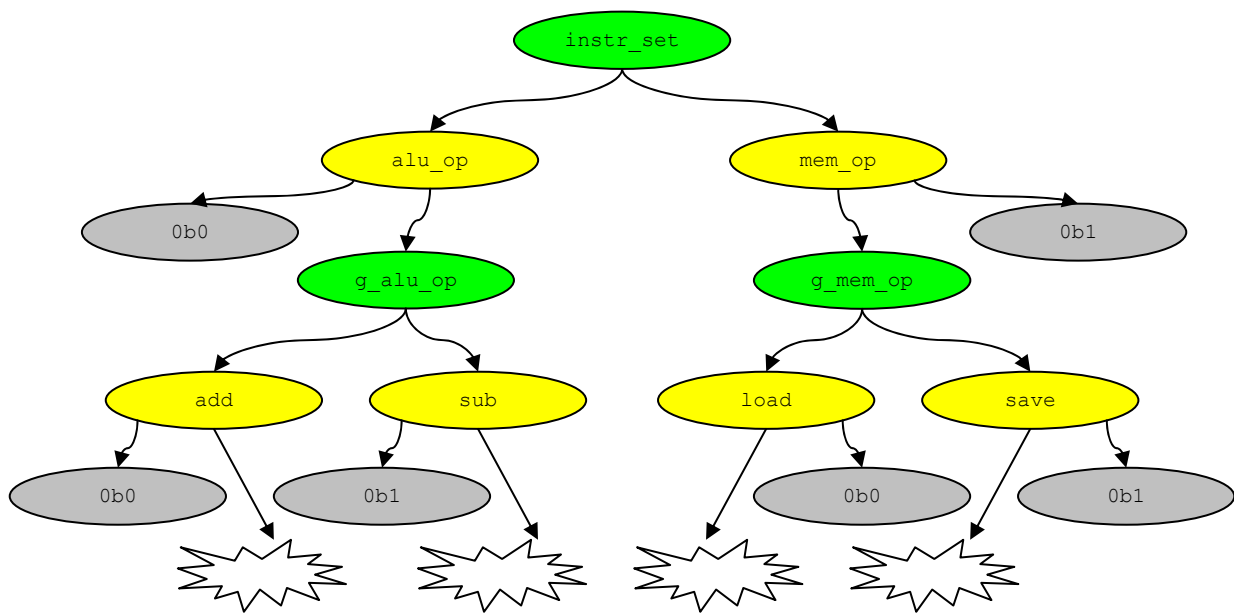 instr_set
alu_op
mem_op
0b0
0b1
g_alu_op
g_mem_op
add
sub
load
save
0b0
0b1
0b0
0b1